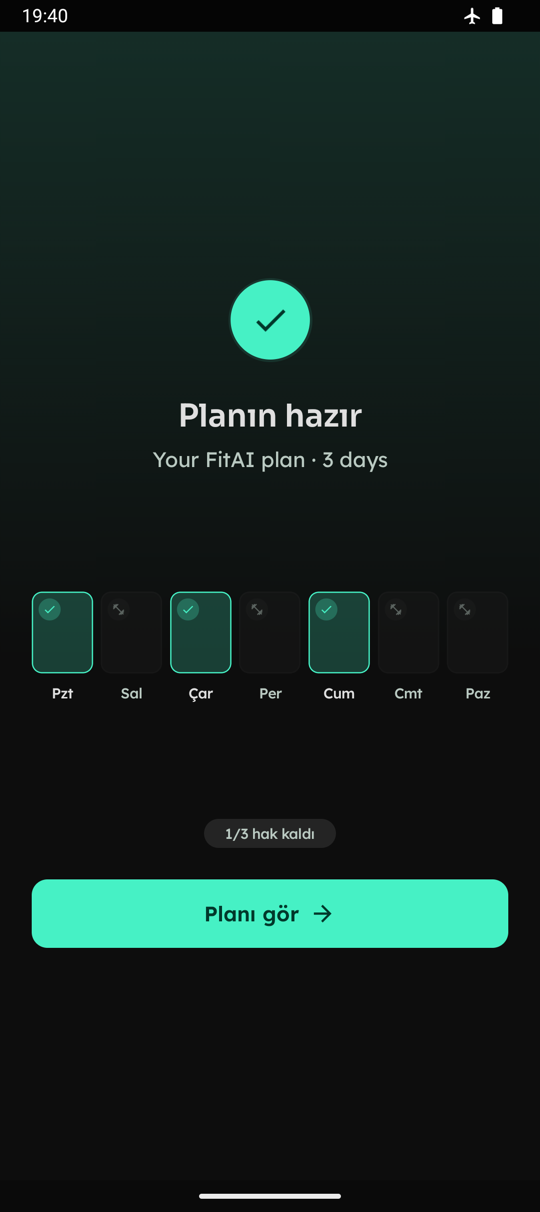 19:40
Planın hazır
Your FitAI plan · 3 days
Pzt Sal Çar Per Cum Cmt Paz
1/3 hak kaldı
Planı gör